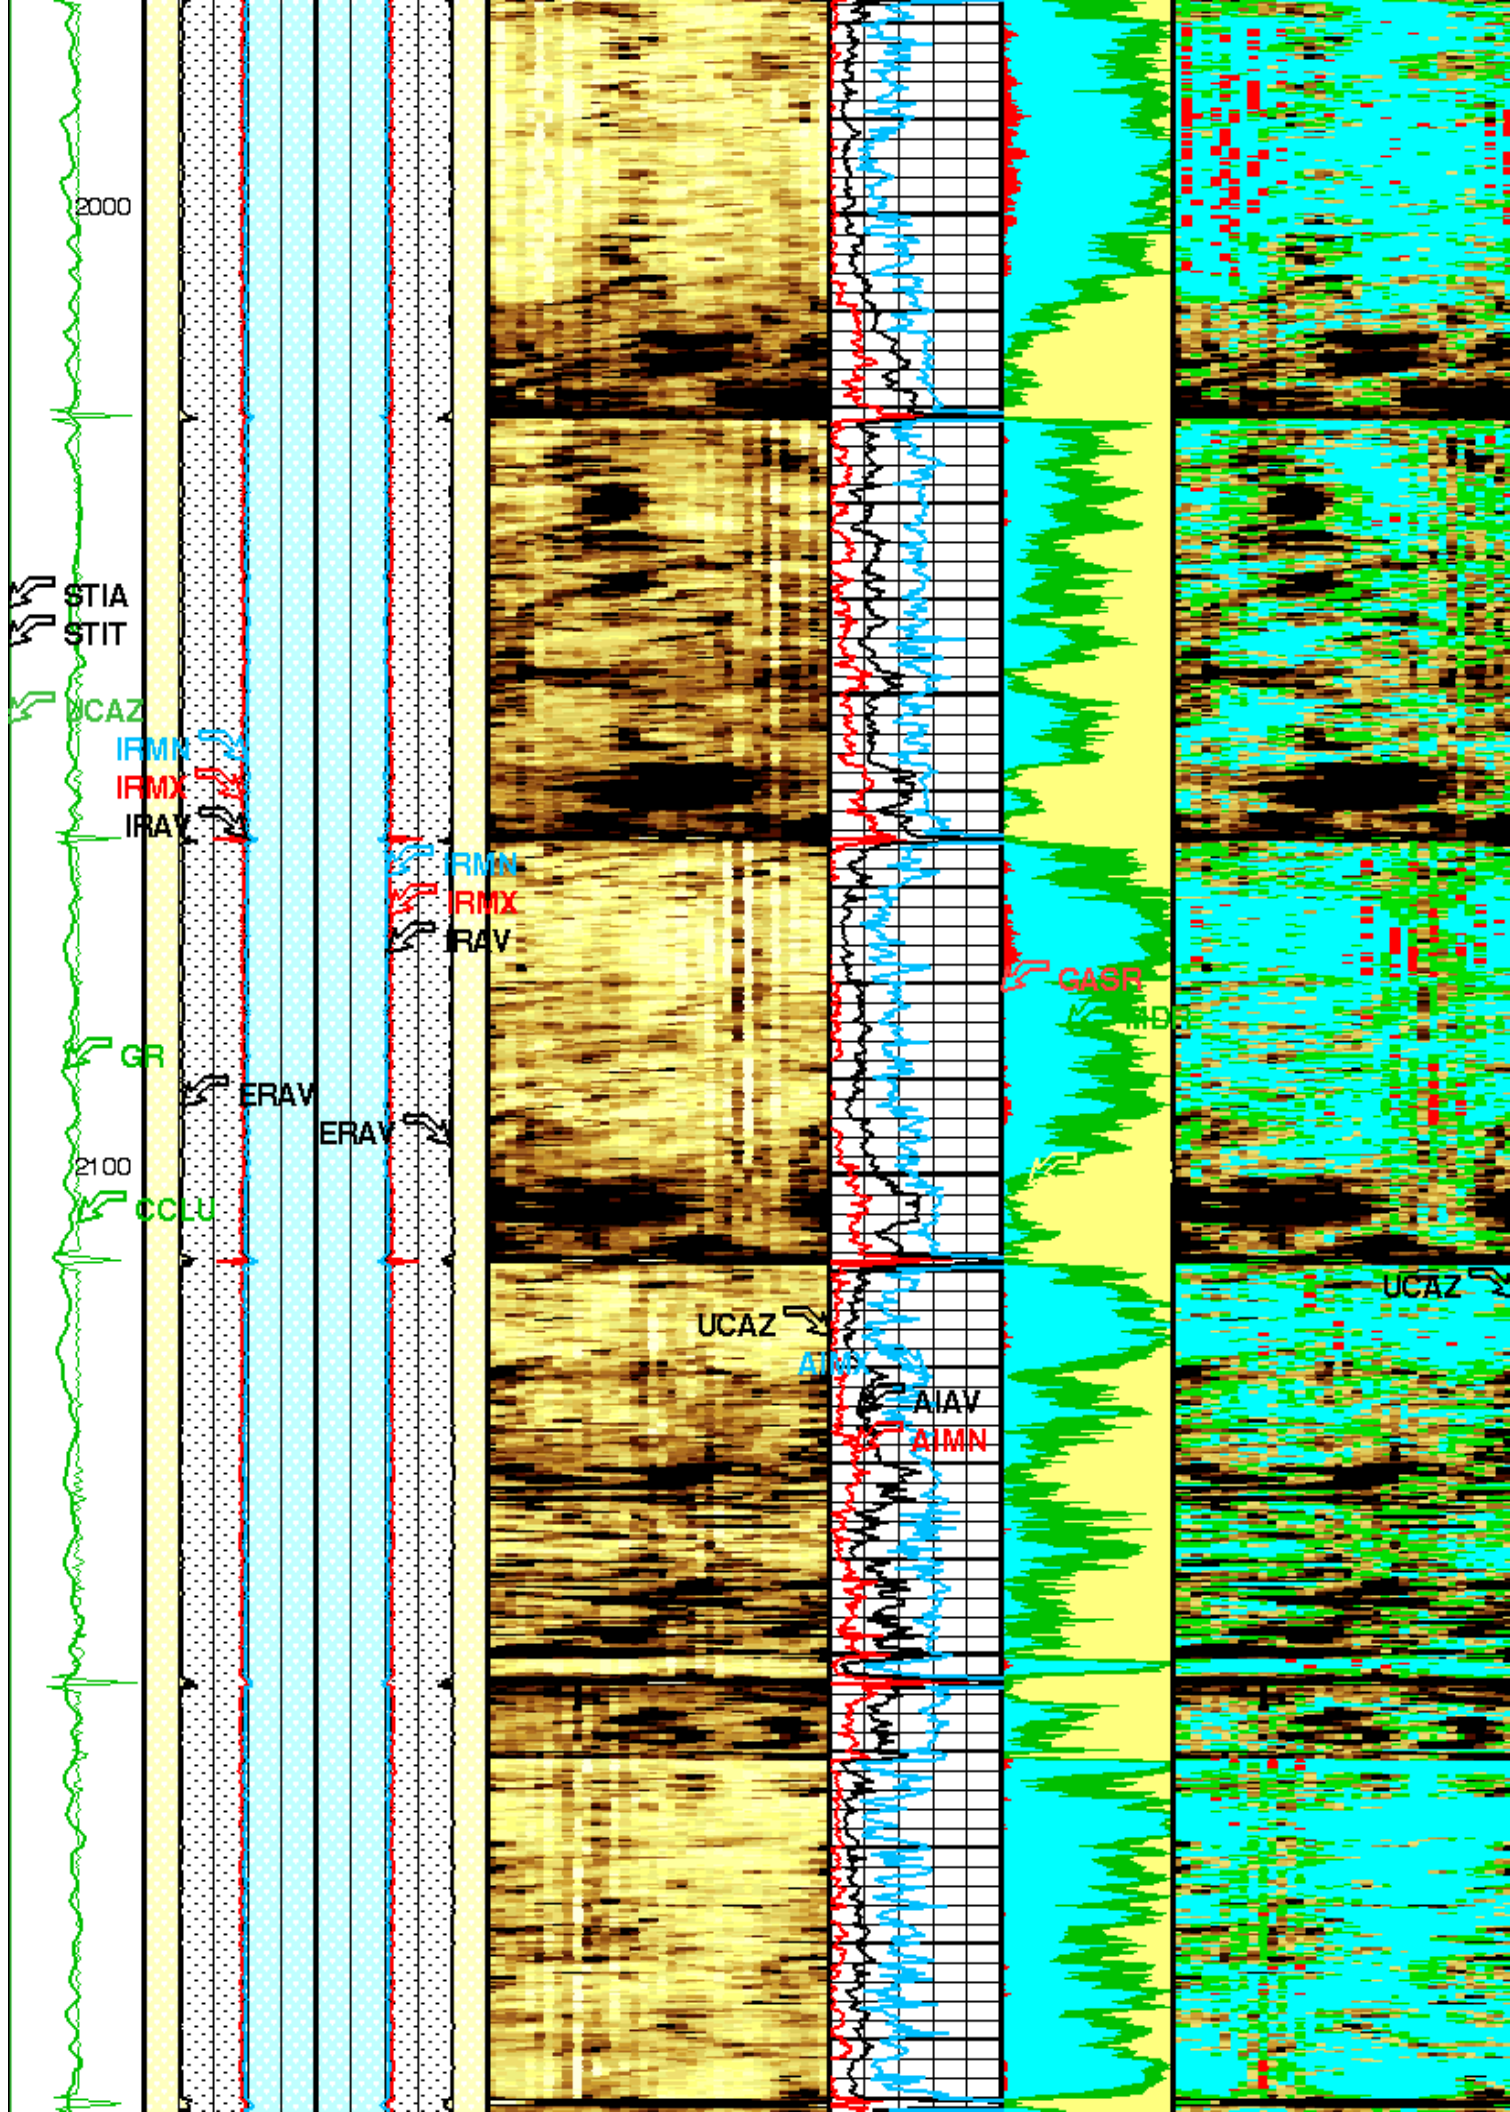 2000
STIA
STIT
UCAZ
IRMN
IRMX
IRAV
IRMN
IRMX
IRAV
GASR
GR
ERAV
ERAV
2100
CCLU
UCAZ
UCAZ
AIMX
AIAV
AIMN